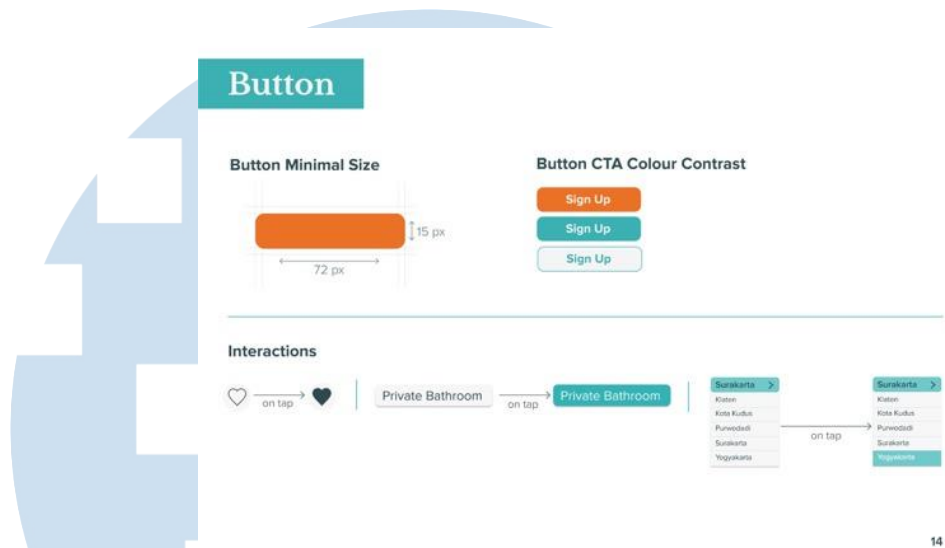 Button
Button Minimal Size
15 px
72 px
Button CTA Colour Contrast
Sign Up
Sign Up
Sign Up
Interactions
on tap
Private Bathroom
on tap
Private Bathroom
Surakarta
Klaten
Kota Kudus
Purwodadi
Surakarta
Yogyakarta
on tap
Surakarta
Klaten
Kota Kudus
Purwodadi
Surakarta
Yogyakarta
14